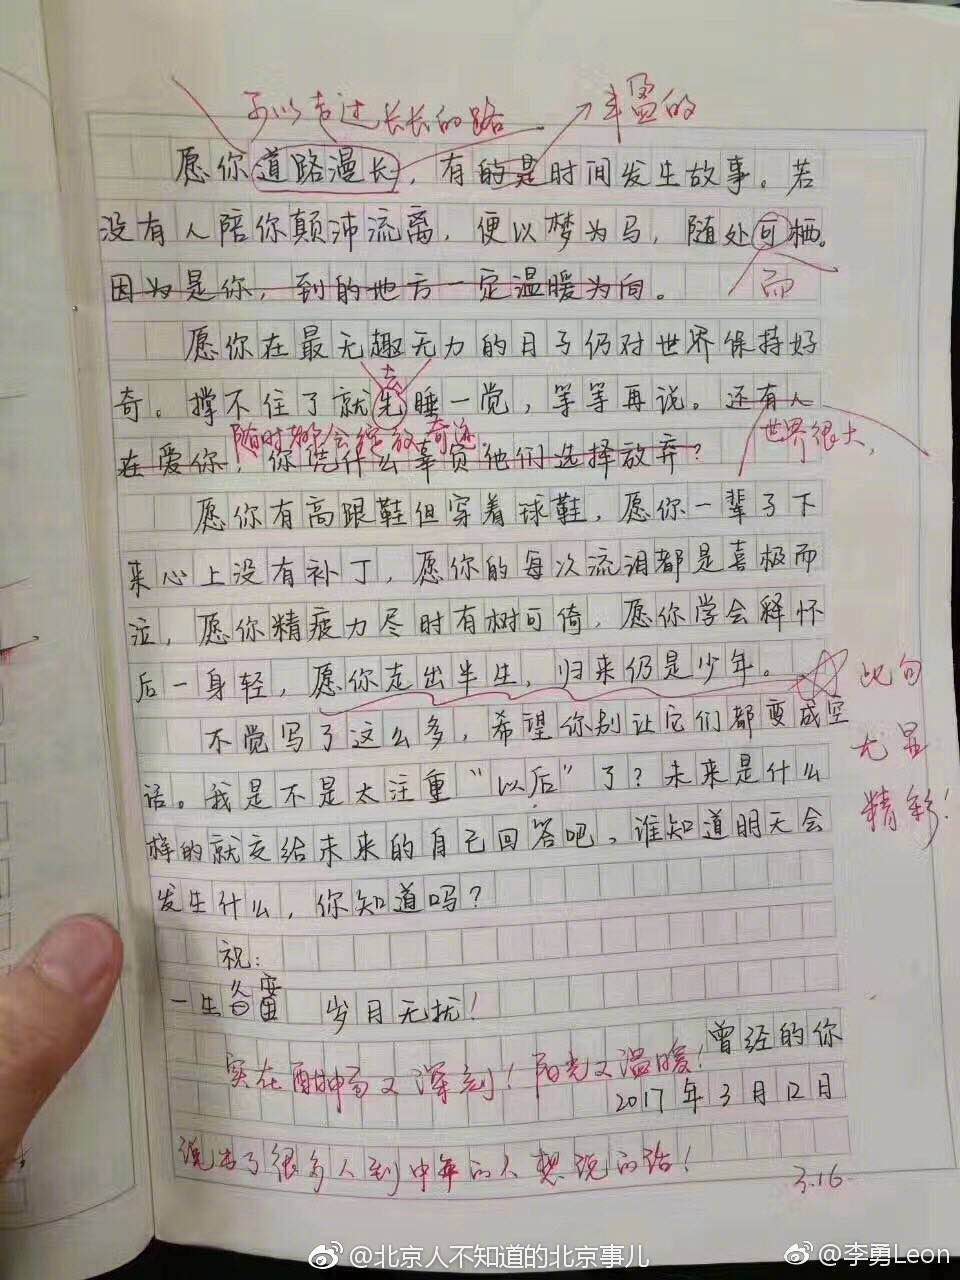 可以走过长长的路
丰盈的
愿你道路漫长，有的是时间发生故事。若
没有人陪你颠沛流离，便以梦为马，随处可栖。
因为是你，到的地方一定温暖为向。
而
愿你在最无趣无力的日子仍对世界保持好
去
奇。撑不住了就先睡一觉，等等再说。还有人
随时都会绽放奇迹
世界很大，
在爱你，你凭什么辜负他们选择放弃？
愿你有高跟鞋但穿着球鞋，愿你一辈子下
来心上没有补丁，愿你的每次流泪都是喜极而
泣，愿你精疲力尽时有树可倚，愿你学会释怀
后一身轻，愿你走出半生，归来仍是少年。
此句
尤显
精彩！
不觉写了这么多，希望你别让它们都变成空
话。我是不是太注重“以后”了？未来是什么
样的就交给未来的自己回答吧。谁知道明天会
发生什么，你知道吗？
祝：
一生 岁月无扰！
曾经的你
实在 又深刻！阳光又温暖！
2017年3月12日
说出了很多人到中年的不想说的话！
3.16
@北京人不知道的北京事儿
@李勇Leon